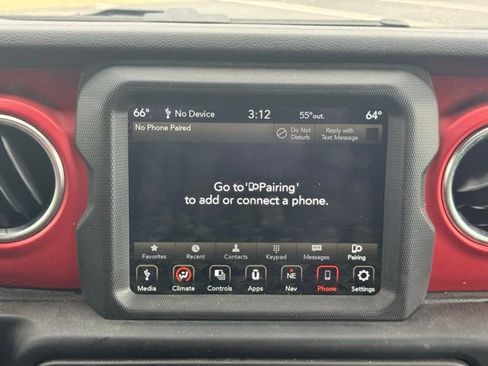 66° No Device 3:12 55°out. 64°
No Phone Paired
Do Not Disturb
Reply with Text Message
Go to 'Pairing'
to add or connect a phone.
Favorites Recent Contacts Keypad Messages Pairing
NE
Media Climate Controls Apps Nav Phone Settings